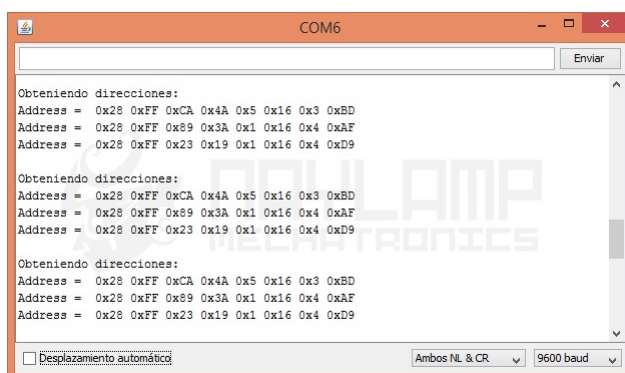 COM6
Enviar
Obteniendo direcciones:
Address =  0x28 0xFF 0xCA 0x4A 0x5 0x16 0x3 0xBD
Address =  0x28 0xFF 0x89 0x3A 0x1 0x16 0x4 0xAF
Address =  0x28 0xFF 0x23 0x19 0x1 0x16 0x4 0xD9
Obteniendo direcciones:
Address =  0x28 0xFF 0xCA 0x4A 0x5 0x16 0x3 0xBD
Address =  0x28 0xFF 0x89 0x3A 0x1 0x16 0x4 0xAF
Address =  0x28 0xFF 0x23 0x19 0x1 0x16 0x4 0xD9
NAYLAMP
MECHATRONICS
Obteniendo direcciones:
Address =  0x28 0xFF 0xCA 0x4A 0x5 0x16 0x3 0xBD
Address =  0x28 0xFF 0x89 0x3A 0x1 0x16 0x4 0xAF
Address =  0x28 0xFF 0x23 0x19 0x1 0x16 0x4 0xD9
Desplazamiento automático
Ambos NL & CR
9600 baud